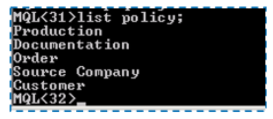 MQL<31>list policy;
Production
Documentation
Order
Source Company
Customer
MQL<32>_